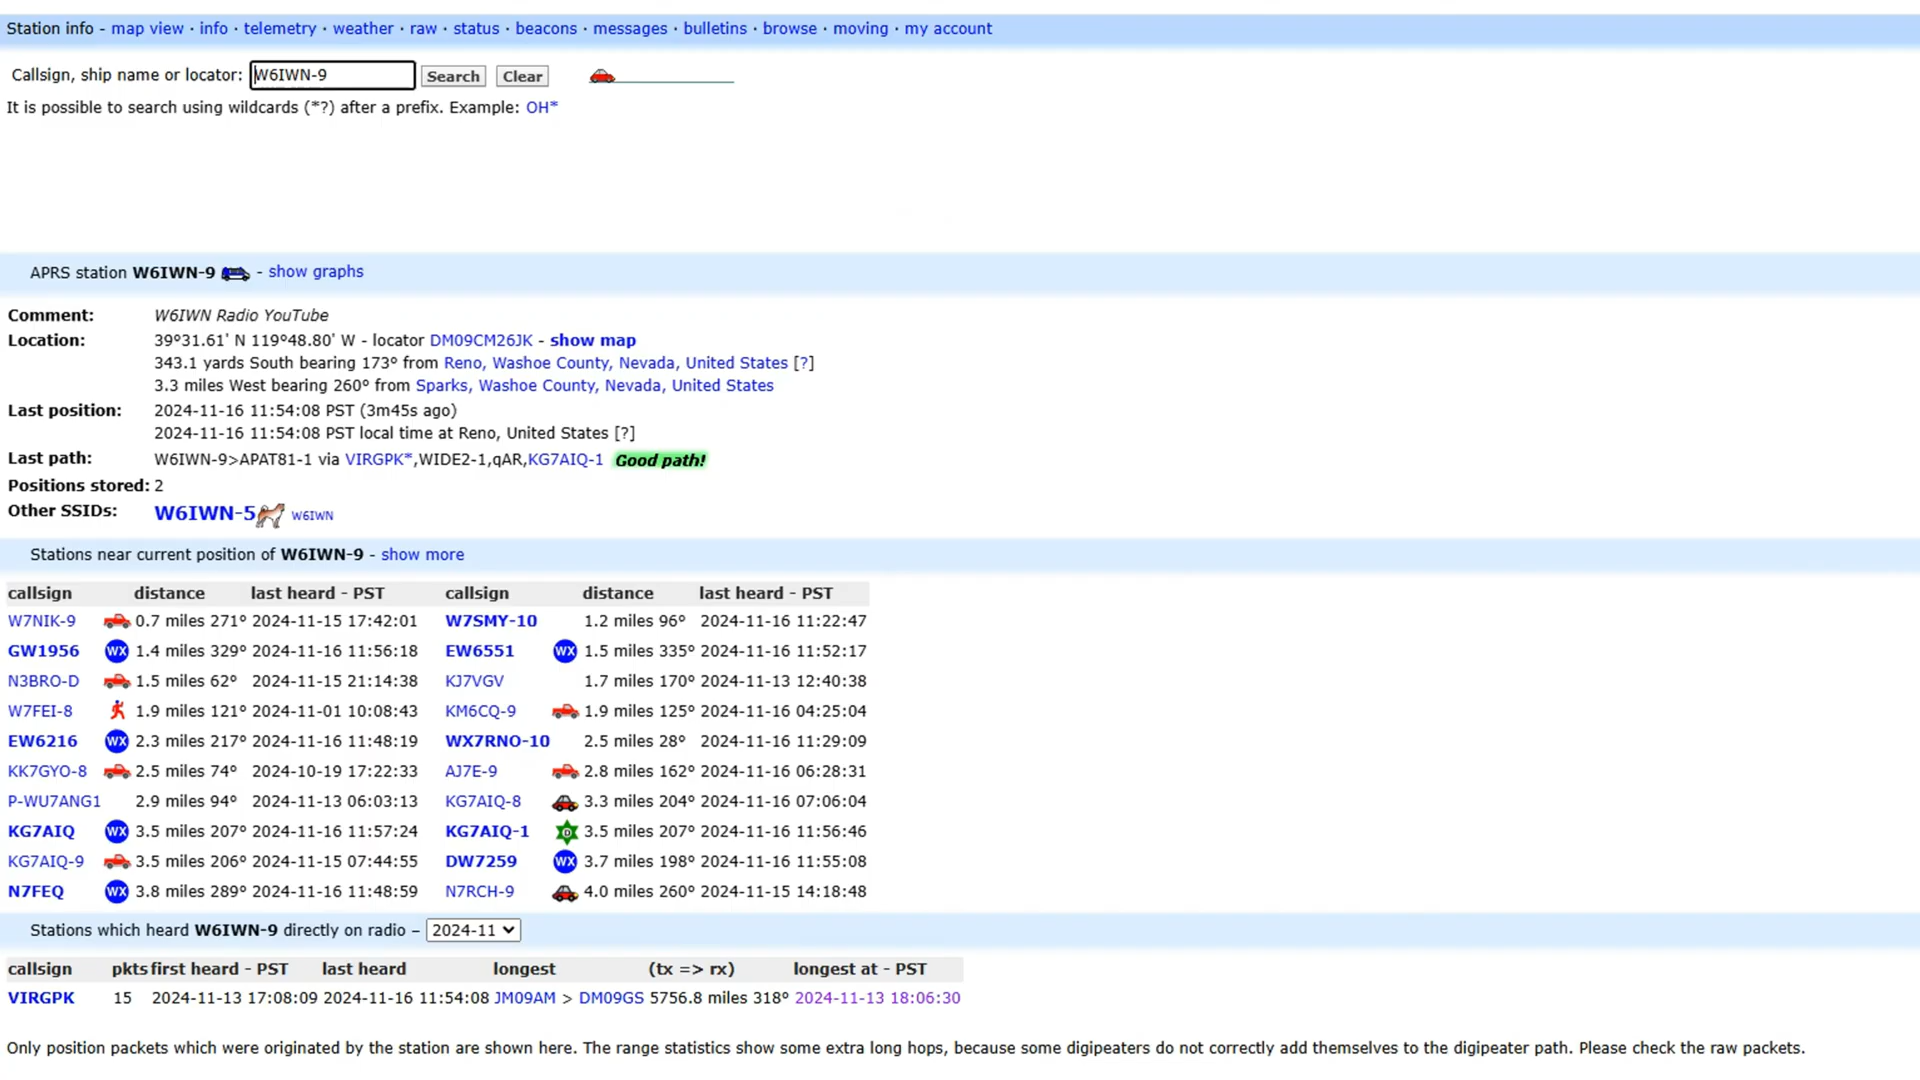 Station info - map view · info · telemetry · weather · raw · status · beacons · messages · bulletins · browse · moving · my account
Callsign, ship name or locator: W6IWN-9 Search Clear
It is possible to search using wildcards (*?) after a prefix. Example: OH*
APRS station W6IWN-9 - show graphs
Comment: W6IWN Radio YouTube
Location: 39°31.61' N 119°48.80' W - locator DM09CM26JK - show map
343.1 yards South bearing 173° from Reno, Washoe County, Nevada, United States [?]
3.3 miles West bearing 260° from Sparks, Washoe County, Nevada, United States
Last position: 2024-11-16 11:54:08 PST (3m45s ago)
2024-11-16 11:54:08 PST local time at Reno, United States [?]
Last path: W6IWN-9>APAT81-1 via VIRGPK*,WIDE2-1,qAR,KG7AIQ-1 Good path!
Positions stored: 2
Other SSIDs: W6IWN-5 W6IWN
Stations near current position of W6IWN-9 - show more
callsign distance last heard - PST callsign distance last heard - PST
W7NIK-9 0.7 miles 271° 2024-11-15 17:42:01 W7SMY-10 1.2 miles 96° 2024-11-16 11:22:47
GW1956 WX 1.4 miles 329° 2024-11-16 11:56:18 EW6551 WX 1.5 miles 335° 2024-11-16 11:52:17
N3BRO-D 1.5 miles 62° 2024-11-15 21:14:38 KJ7VGV 1.7 miles 170° 2024-11-13 12:40:38
W7FEI-8 1.9 miles 121° 2024-11-01 10:08:43 KM6CQ-9 1.9 miles 125° 2024-11-16 04:25:04
EW6216 WX 2.3 miles 217° 2024-11-16 11:48:19 WX7RNO-10 2.5 miles 28° 2024-11-16 11:29:09
KK7GYO-8 2.5 miles 74° 2024-10-19 17:22:33 AJ7E-9 2.8 miles 162° 2024-11-16 06:28:31
P-WU7ANG1 2.9 miles 94° 2024-11-13 06:03:13 KG7AIQ-8 3.3 miles 204° 2024-11-16 07:06:04
KG7AIQ WX 3.5 miles 207° 2024-11-16 11:57:24 KG7AIQ-1 D 3.5 miles 207° 2024-11-16 11:56:46
KG7AIQ-9 3.5 miles 206° 2024-11-15 07:44:55 DW7259 WX 3.7 miles 198° 2024-11-16 11:55:08
N7FEQ WX 3.8 miles 289° 2024-11-16 11:48:59 N7RCH-9 4.0 miles 260° 2024-11-15 14:18:48
Stations which heard W6IWN-9 directly on radio – 2024-11
callsign pkts first heard - PST last heard longest (tx => rx) longest at - PST
VIRGPK 15 2024-11-13 17:08:09 2024-11-16 11:54:08 JM09AM > DM09GS 5756.8 miles 318° 2024-11-13 18:06:30
Only position packets which were originated by the station are shown here. The range statistics show some extra long hops, because some digipeaters do not correctly add themselves to the digipeater path. Please check the raw packets.